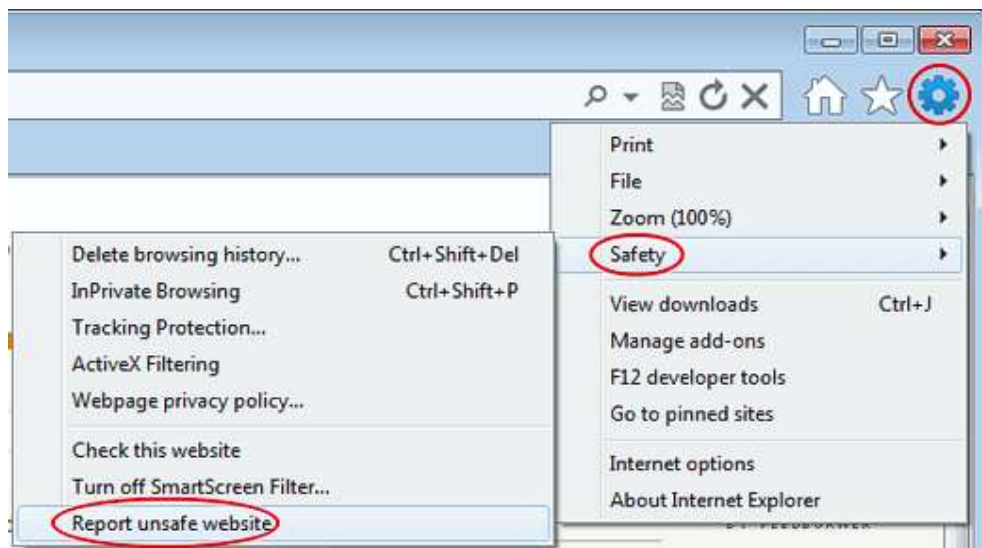 Print
File
Zoom (100%)
Safety
View downloads Ctrl+J
Manage add-ons
F12 developer tools
Go to pinned sites
Internet options
About Internet Explorer
Delete browsing history... Ctrl+Shift+Del
InPrivate Browsing Ctrl+Shift+P
Tracking Protection...
ActiveX Filtering
Webpage privacy policy...
Check this website
Turn off SmartScreen Filter...
Report unsafe website